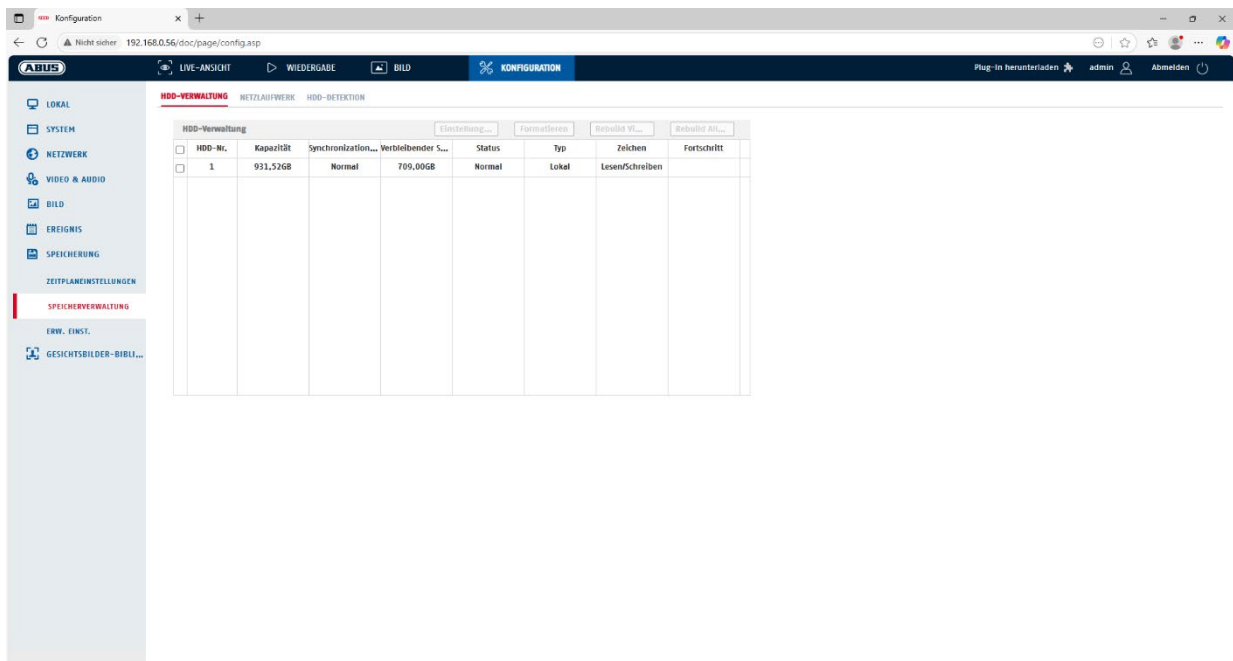 Konfiguration
Nicht sicher 192.168.0.56/doc/page/config.asp
ABUS LIVE-ANSICHT WIEDERGABE BILD KONFIGURATION Plug-In herunterladen admin Abmelden
HDD-VERWALTUNG NETZLAUFWERK HDD-DETEKTION
LOKAL
SYSTEM
NETZWERK
VIDEO & AUDIO
BILD
EREIGNIS
SPEICHERUNG
ZEITPLANEINSTELLUNGEN
SPEICHERVERWALTUNG
ERW. EINST.
GESICHTSBILDER-BIBLI...
HDD-Verwaltung Einstellung... Formatieren Rebuild Vi... Rebuild All...
HDD-Nr. Kapazität Synchronization... Verbleibender S... Status Typ Zeichen Fortschritt
1 931,52GB Normal 709,00GB Normal Lokal Lesen/Schreiben